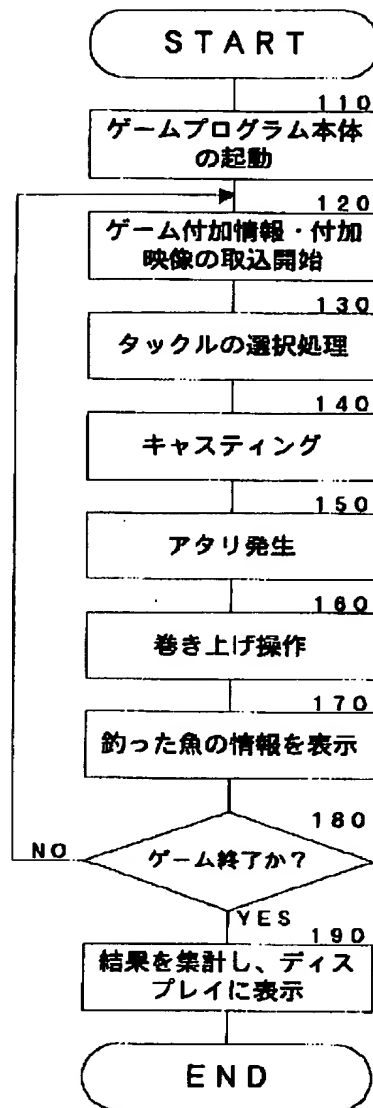 START
110
ゲームプログラム本体
の起動
120
ゲーム付加情報・付加
映像の取込開始
130
タックルの選択処理
140
キャスティング
150
アタリ発生
160
巻き上げ操作
170
釣った魚の情報を表示
180
ゲーム終了か?
NO
YES
190
結果を集計し、ディス
プレイに表示
END